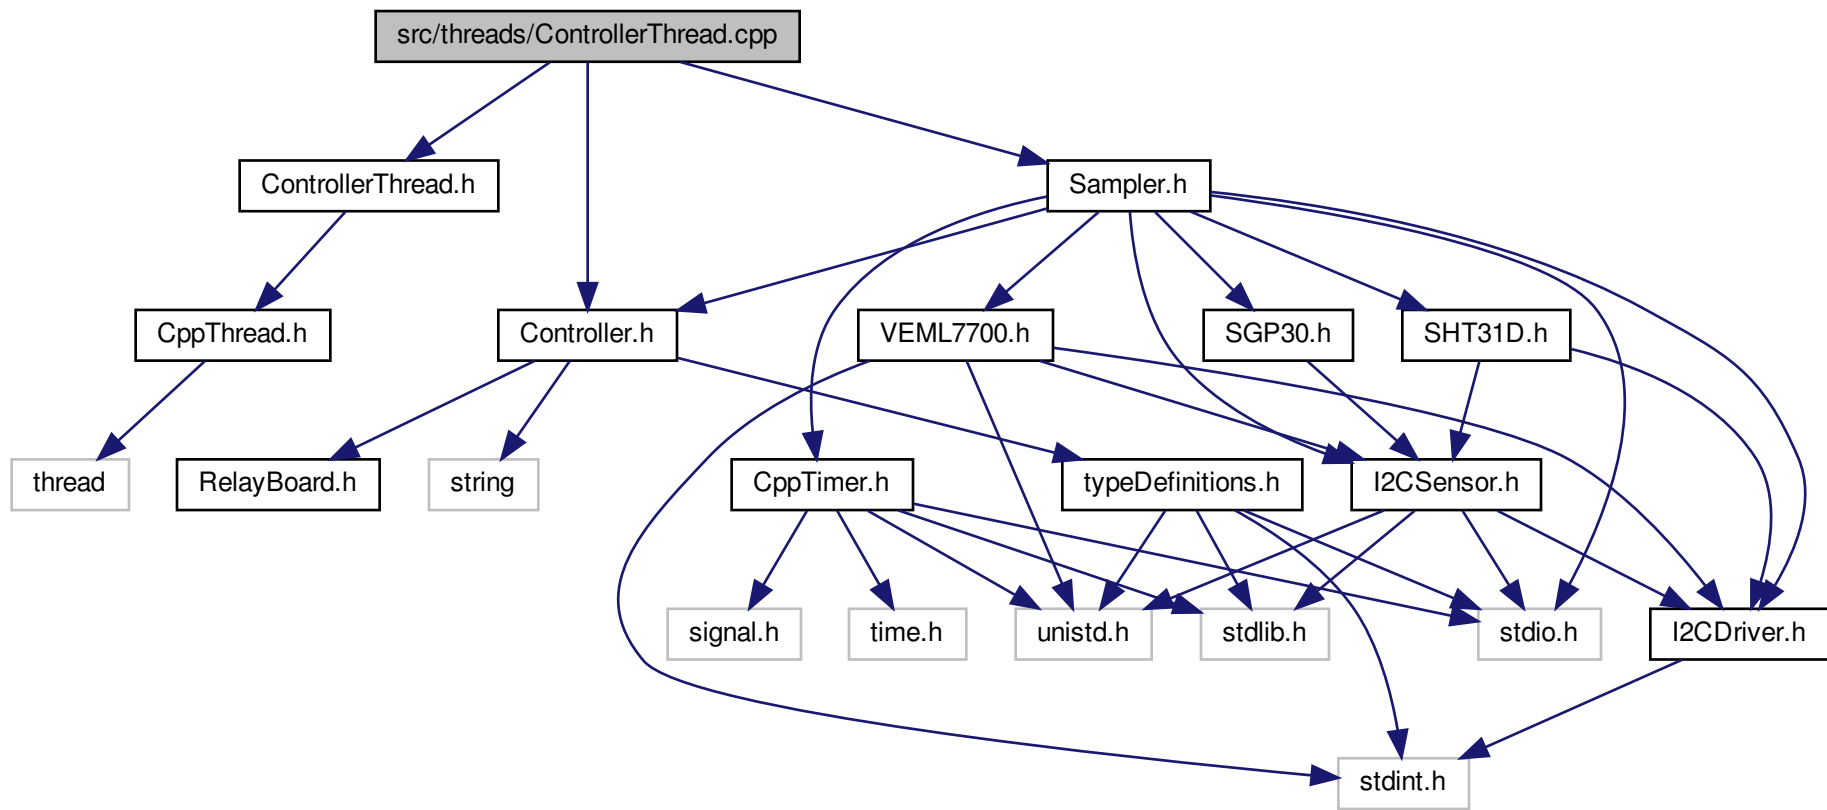 src/threads/ControllerThread.cpp
ControllerThread.h
Sampler.h
CppThread.h
Controller.h
VEML7700.h
SGP30.h
SHT31D.h
thread
RelayBoard.h
string
CppTimer.h
typeDefinitions.h
I2CSensor.h
signal.h
time.h
unistd.h
stdlib.h
stdio.h
I2CDriver.h
stdint.h